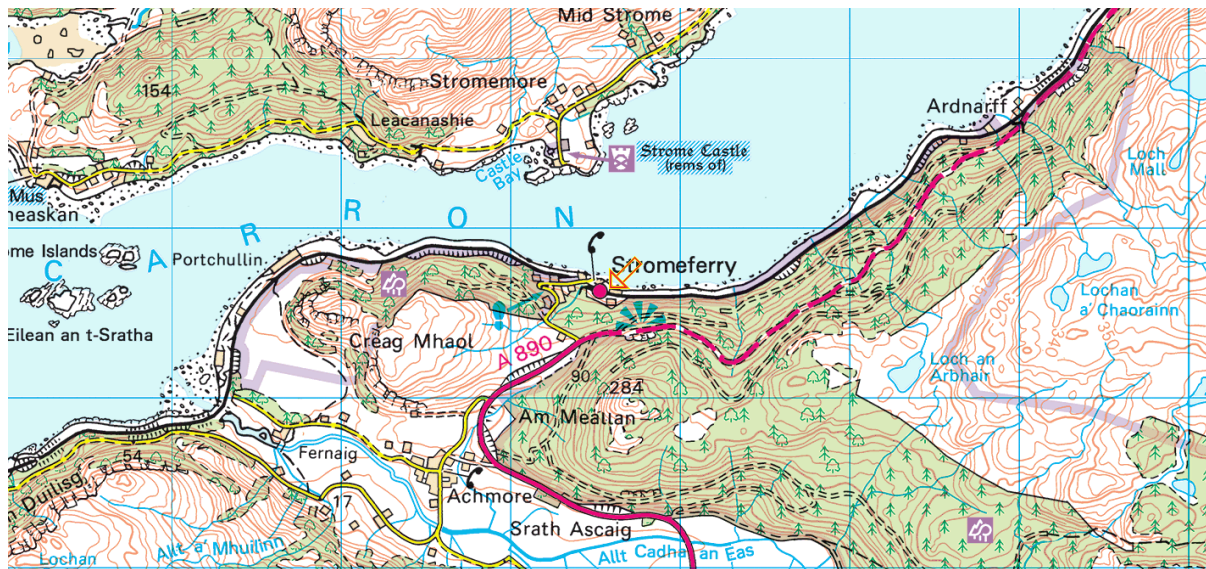 Mid Strome
Stromemore
154
Leacanashie
Ardnarff
Castle
Bay
Strome Castle
(rems of)
Loch
Mall
Mus
neaskan
C A R R O N
ome Islands
Portchullin
Stromeferry
Lochan
a' Chaorainn
Eilean an t-Sratha
Creag Mhaol
A 890
Loch an
Arbhair
90
284
Am Meallan
54
Fernaig
Duilisg
17
Achmore
Srath Ascaig
Allt a' Mhuilinn
Allt Cadh an Eas
Lochan